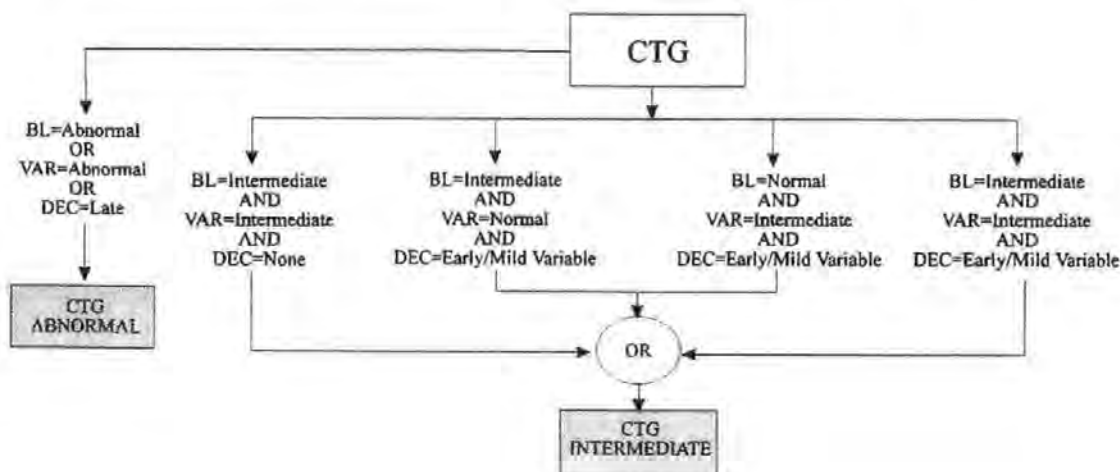 CTG
BL=Abnormal
OR
VAR=Abnormal
OR
DEC=Late
CTG
ABNORMAL
BL=Intermediate
AND
VAR=Intermediate
AND
DEC=None
BL=Intermediate
AND
VAR=Normal
AND
DEC=Early/Mild Variable
BL=Normal
AND
VAR=Intermediate
AND
DEC=Early/Mild Variable
BL=Intermediate
AND
VAR=Intermediate
AND
DEC=Early/Mild Variable
OR
CTG
INTERMEDIATE